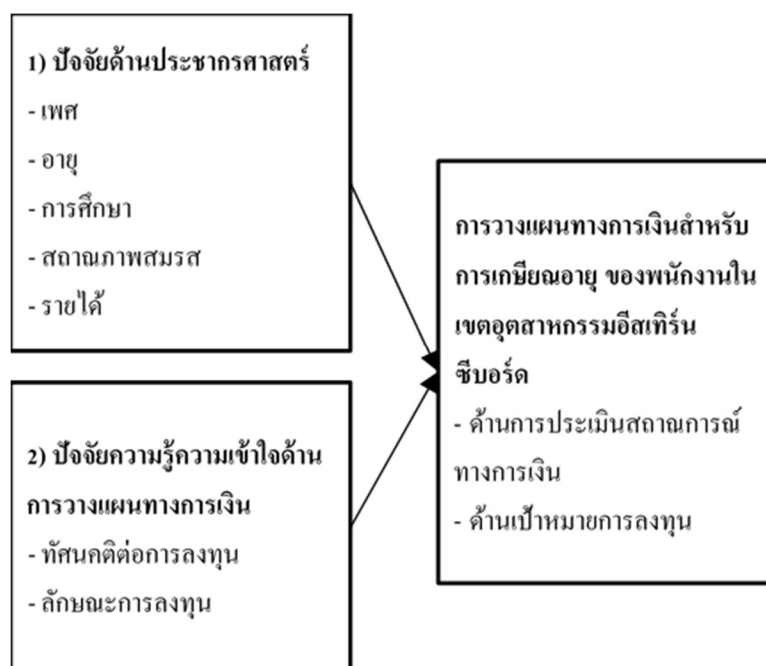 1) ปัจจัยด้านประชากรศาสตร์
- เพศ
- อายุ
- การศึกษา
- สถาณภาพสมรส
- รายได้
2) ปัจจัยความรู้ความเข้าใจด้าน
การวางแผนทางการเงิน
- ทัศนคติต่อการลงทุน
- ลักษณะการลงทุน
การวางแผนทางการเงินสำหรับ
การเกษียณอายุ ของพนักงานใน
เขตอุตสาหกรรมอีสเทิร์น
ซีบอร์ด
- ด้านการประเมินสถาณการณ์
ทางการเงิน
- ด้านเป้าหมายการลงทุน